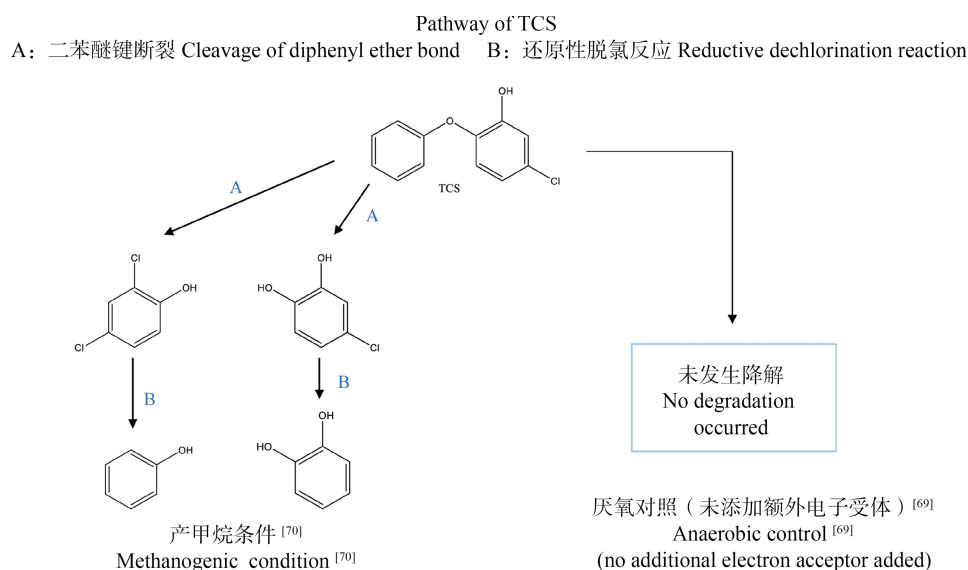 Pathway of TCS
A：二苯醚键断裂 Cleavage of diphenyl ether bond B：还原性脱氯反应 Reductive dechlorination reaction
OH
O
Cl
TCS
A
A
Cl
OH
Cl
OH
HO
Cl
B
B
OH
OH
HO
未发生降解
No degradation
occurred
产甲烷条件 [70]
Methanogenic condition [70]
厌氧对照（未添加额外电子受体）[69]
Anaerobic control [69]
(no additional electron acceptor added)